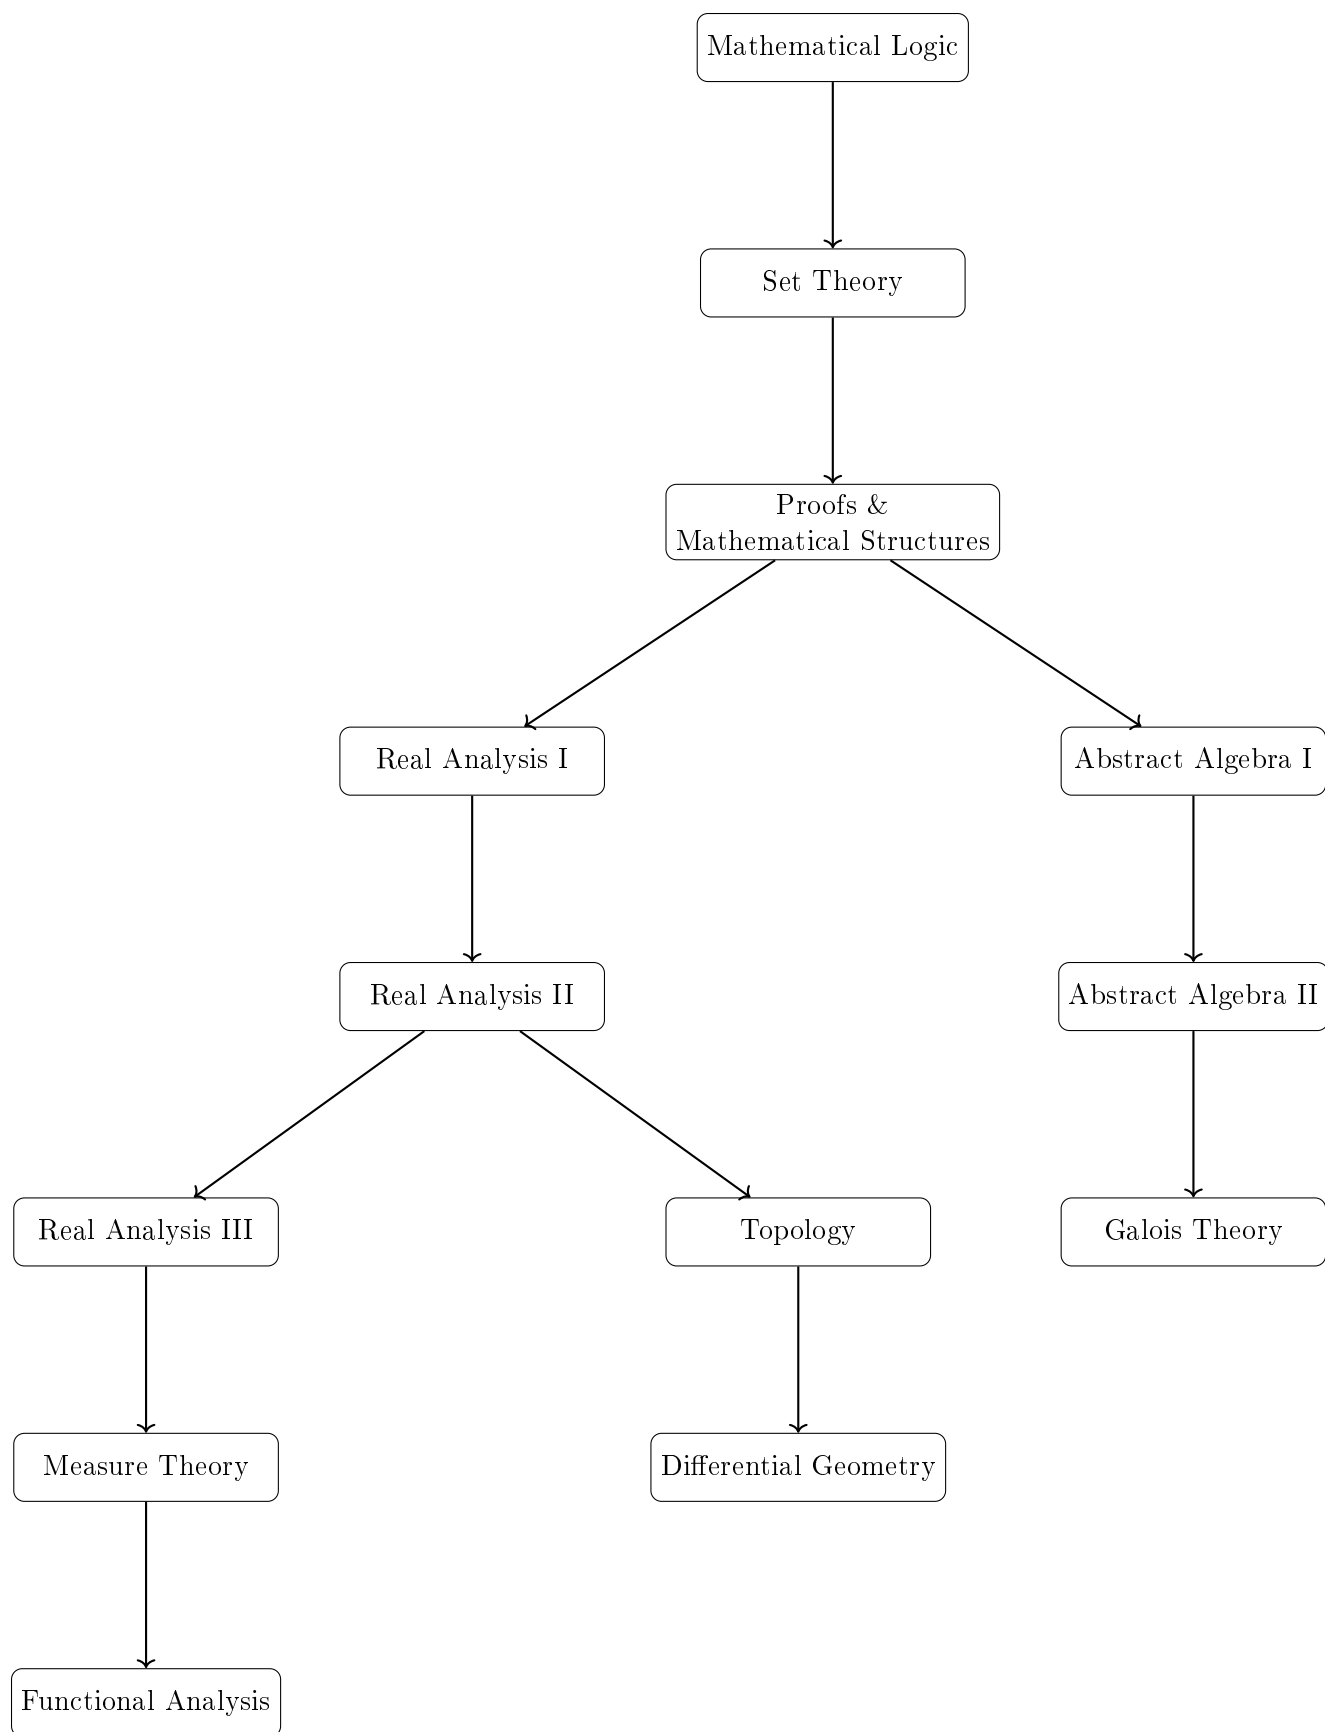 Mathematical Logic
Set Theory
Proofs &
Mathematical Structures
Real Analysis I
Abstract Algebra I
Real Analysis II
Abstract Algebra II
Real Analysis III
Topology
Galois Theory
Measure Theory
Differential Geometry
Functional Analysis